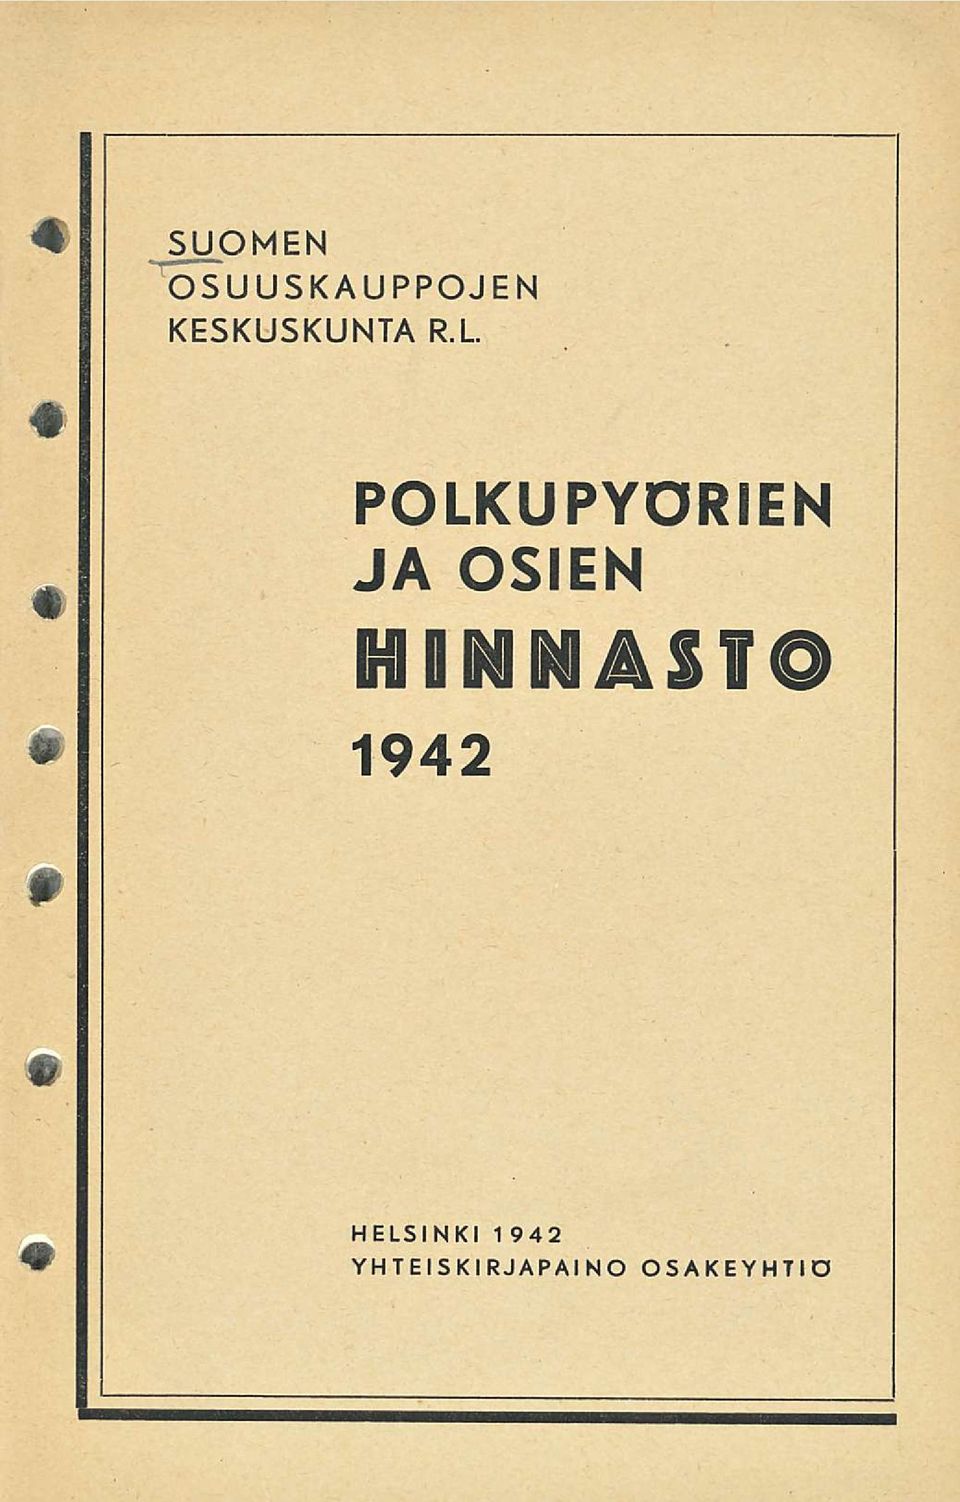 SUOMEN
OSUUSKAUPPOJEN
KESKUSKUNTA R.L.
POLKUPYÖRIEN
JA OSIEN
HINNASTO
1942
HELSINKI 1942
YHTEISKIRJAPAINO OSAKEYHTIÖ